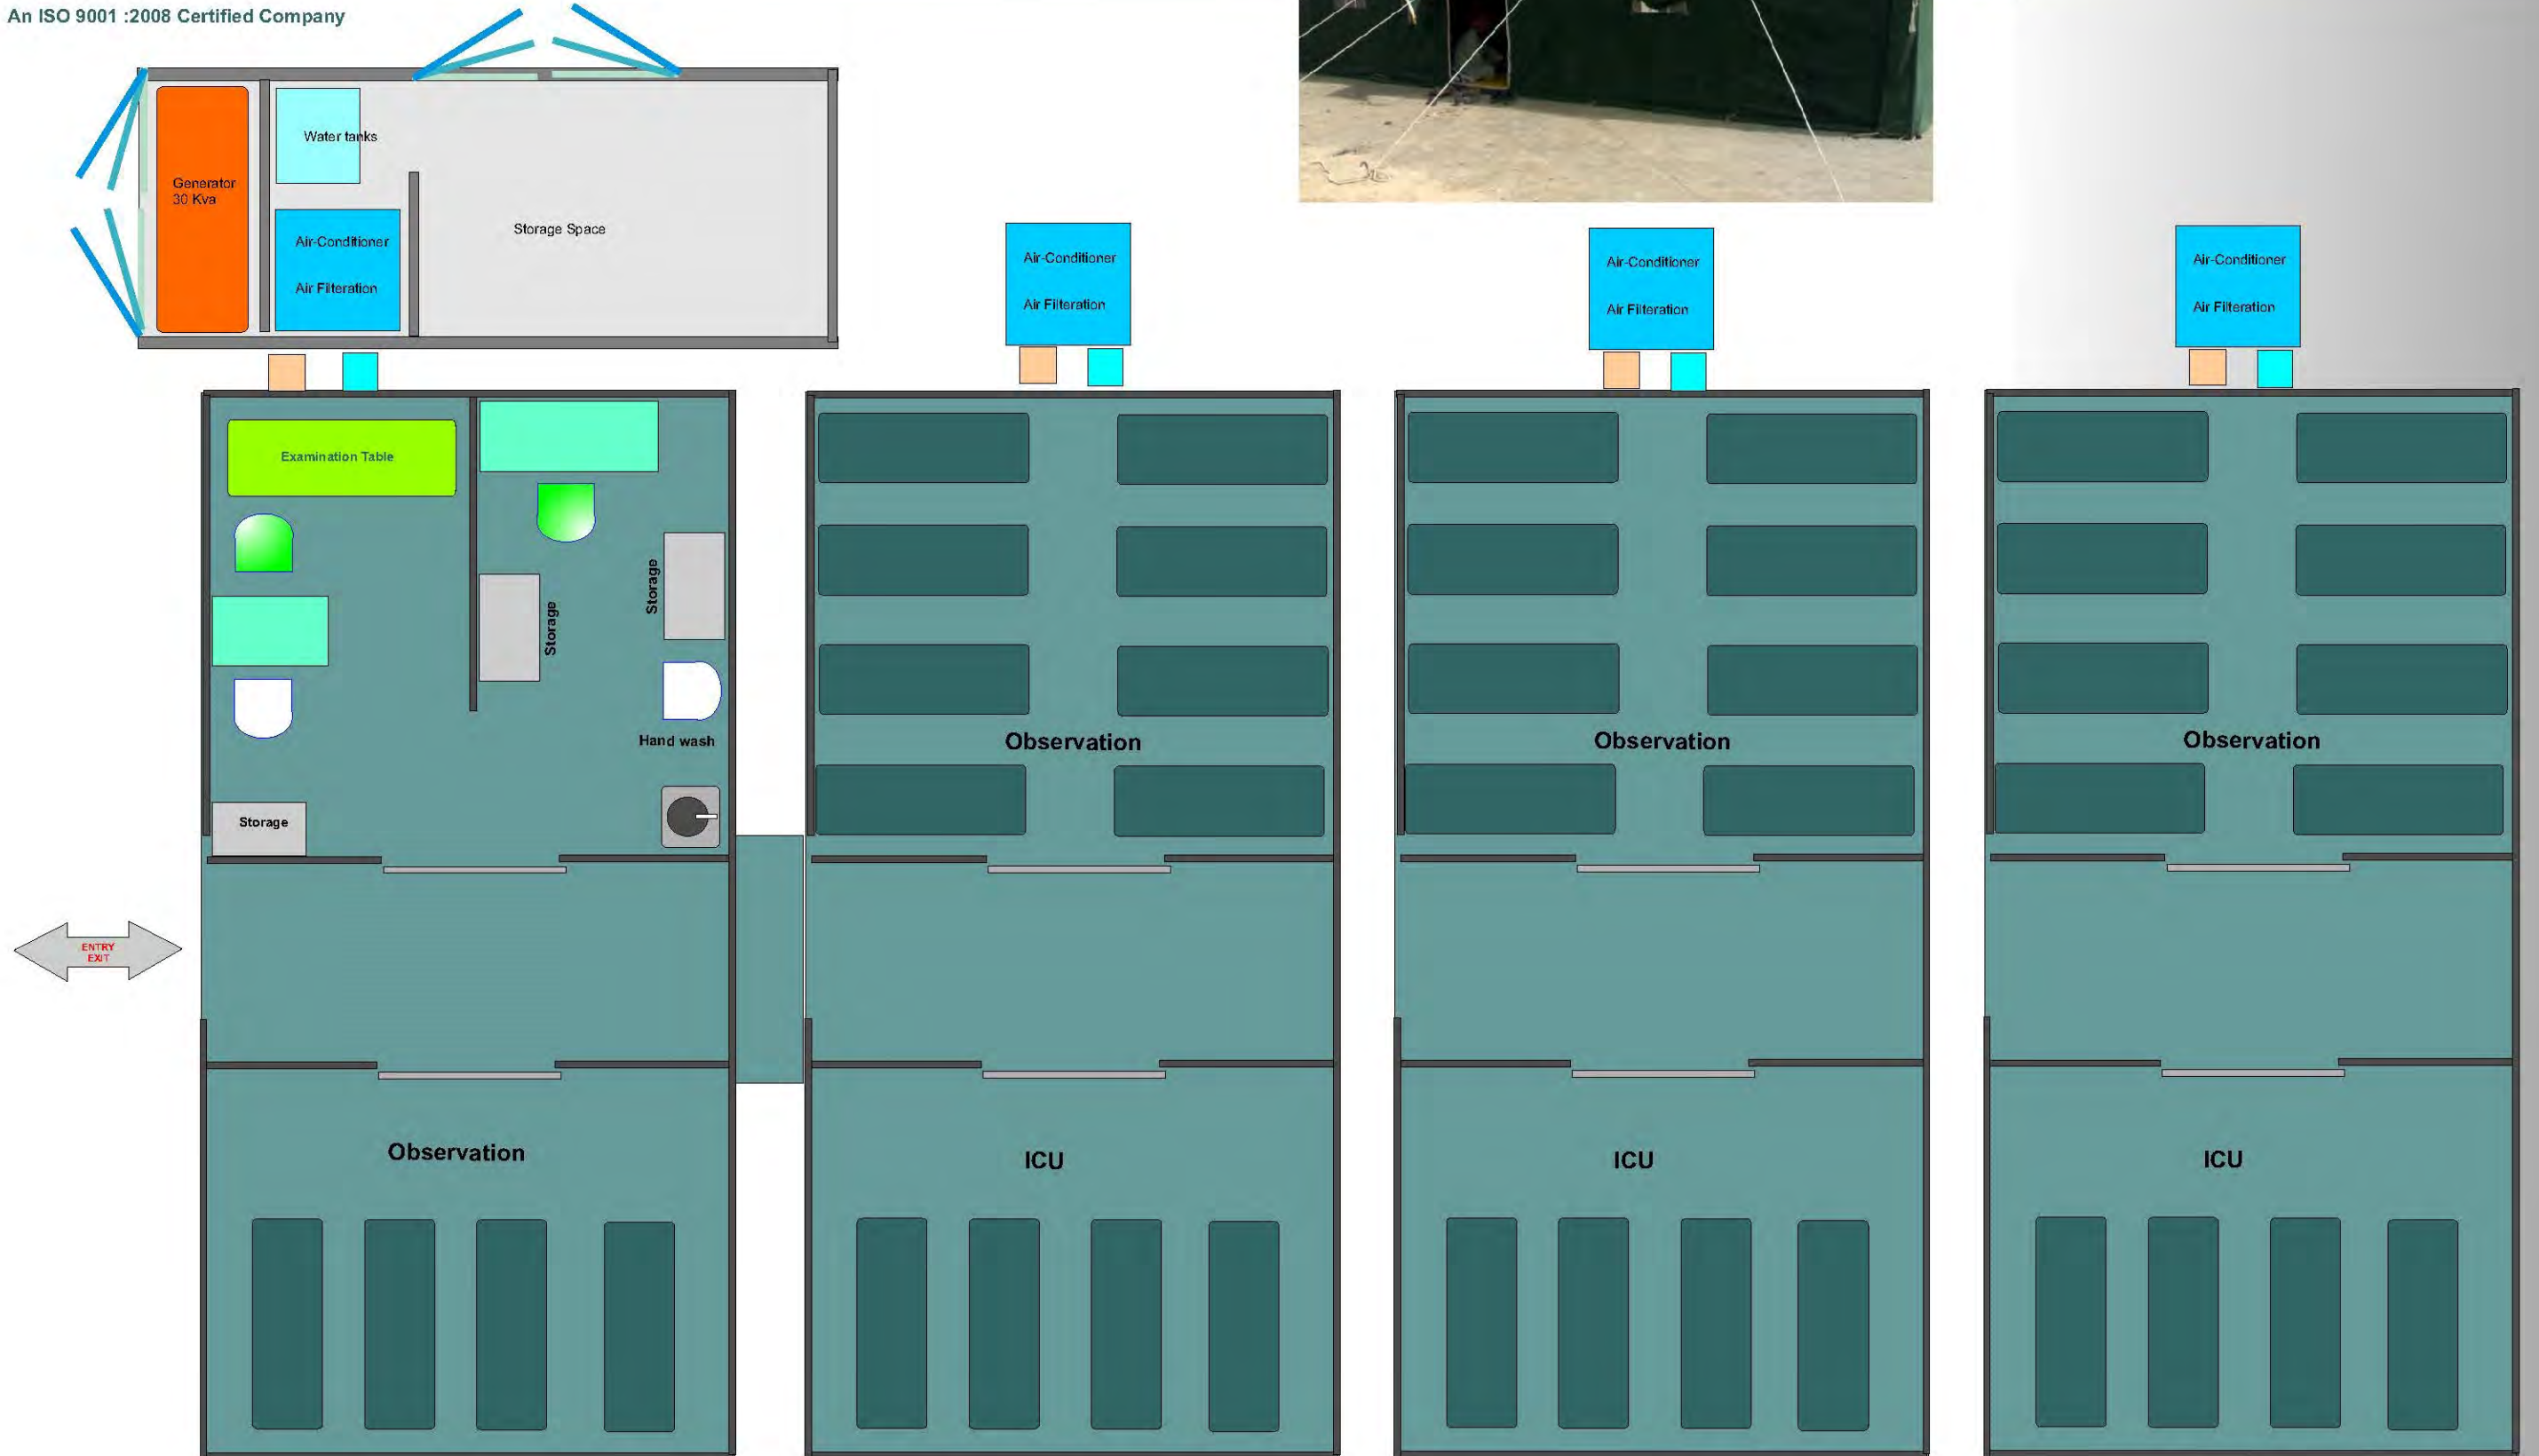 An ISO 9001 :2008 Certified Company
Water tanks
Generator
30 Kva
Air-Conditioner
Air Filteration
Storage Space
Air-Conditioner
Air Filteration
Air-Conditioner
Air Filteration
Air-Conditioner
Air Filteration
Examination Table
Storage
Storage
Hand wash
Storage
Observation
Observation
Observation
ENTRY
EXIT
Observation
ICU
ICU
ICU